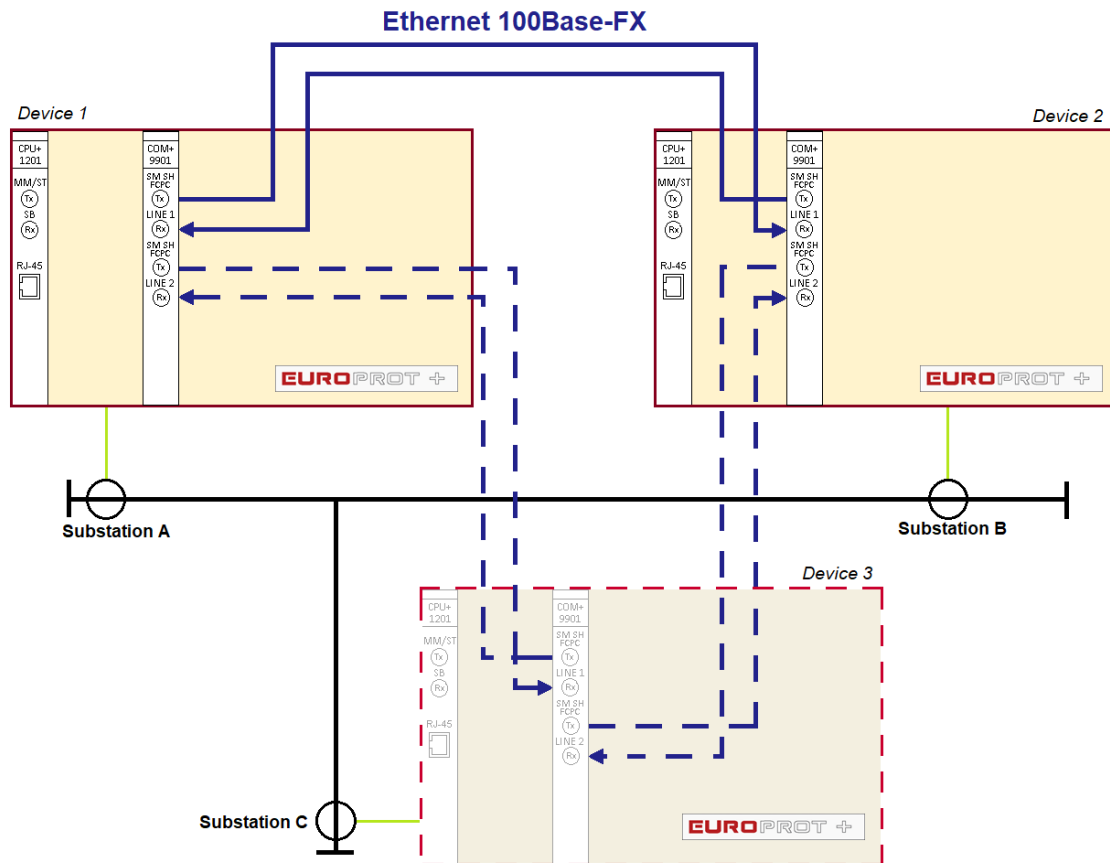 Ethernet 100Base-FX
Device 1
CPU+
1201
MM/ST
Tx
SB
Rx
RJ-45
COM+
9901
SM SH
FCPC
Tx
LINE 1
Rx
SM SH
FCPC
Tx
LINE 2
Rx
EUROPROT +
Device 2
CPU+
1201
MM/ST
Tx
SB
Rx
RJ-45
COM+
9901
SM SH
FCPC
Tx
LINE 1
Rx
SM SH
FCPC
Tx
LINE 2
Rx
EUROPROT +
Substation A
Substation B
Device 3
CPU+
1201
MM/ST
Tx
SB
Rx
RJ-45
COM+
9901
SM SH
FCPC
Tx
LINE 1
Rx
SM SH
FCPC
Tx
LINE 2
Rx
EUROPROT +
Substation C